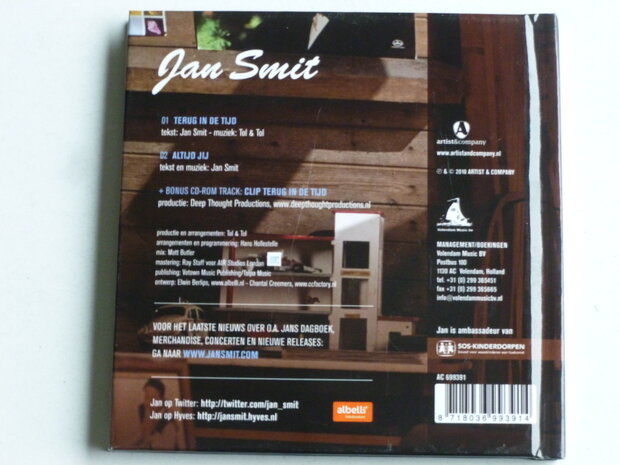 Jan Smit
01 TERUG IN DE TIJD
tekst: Jan Smit - muziek: Tol & Tol
02 ALTIJD JIJ
tekst en muziek: Jan Smit
+ BONUS CD-ROM TRACK: CLIP TERUG IN DE TIJD
productie: Deep Thought Productions, www.deepthoughtproductions.nl
productie en arrangementen: Tol & Tol
arrangementen en programmering: Hans Hollestelle
mix: Matt Butler
mastering: Ray Staff voor AIR Studios London
publishing: Votown Music Publishing/Talpa Music
ontwerp: Elwin Berlips, www.albelli.nl - Chantal Creemers, www.ccfactory.nl
VOOR HET LAATSTE NIEUWS OVER O.A. JANS DAGBOEK,
MERCHANDISE, CONCERTEN EN NIEUWE RELEASES:
GA NAAR WWW.JANSMIT.COM
Jan op Twitter: http://twitter.com/jan_smit
Jan op Hyves: http://jansmit.hyves.nl
albelli
A
artist&company
www.artistandcompany.nl
℗ & © 2010 ARTIST & COMPANY
Volendam Music BV
MANAGEMENT/BOEKINGEN
Volendam Music BV
Postbus 100
1130 AC Volendam, Holland
tel. +31 (0) 299 365451
fax +31 (0) 299 365665
info@volendammusicbv.nl
Jan is ambassadeur van
SOS-KINDERDORPEN
AC 699391
8 718036 993914